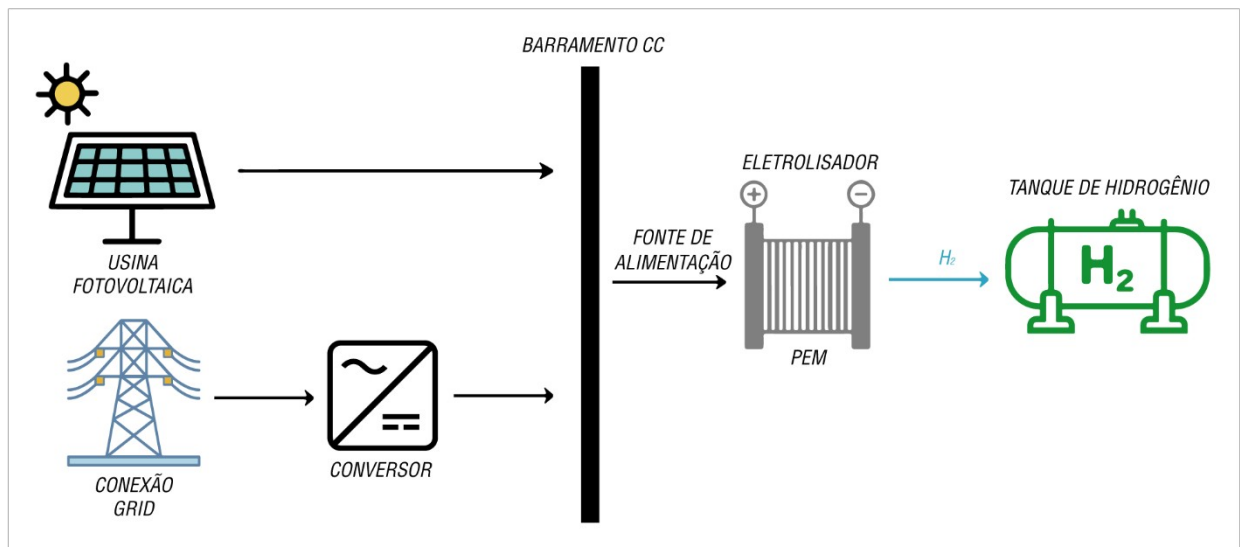 BARRAMENTO CC
USINA
FOTOVOLTAICA
CONEXÃO
GRID
CONVERSOR
FONTE DE
ALIMENTAÇÃO
ELETROLISADOR
+
−
PEM
H₂
TANQUE DE HIDROGÊNIO
H₂